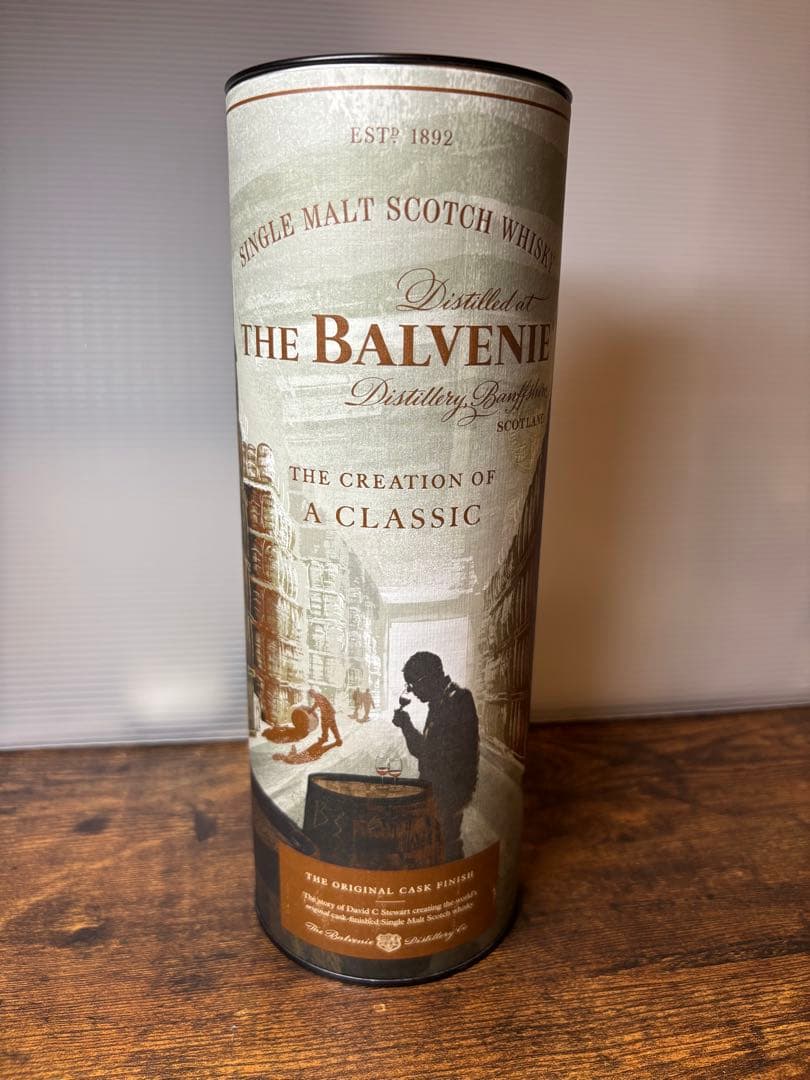 ESTD 1892
SINGLE MALT SCOTCH WHISKY
Distilled at
THE BALVENIE
Distillery, Banffshire
SCOTLAND
THE CREATION OF
A CLASSIC
THE ORIGINAL CASK FINISH
The story of David C Stewart creating the world's
original cask-finished Single Malt Scotch whisky
The Balvenie Distillery Co